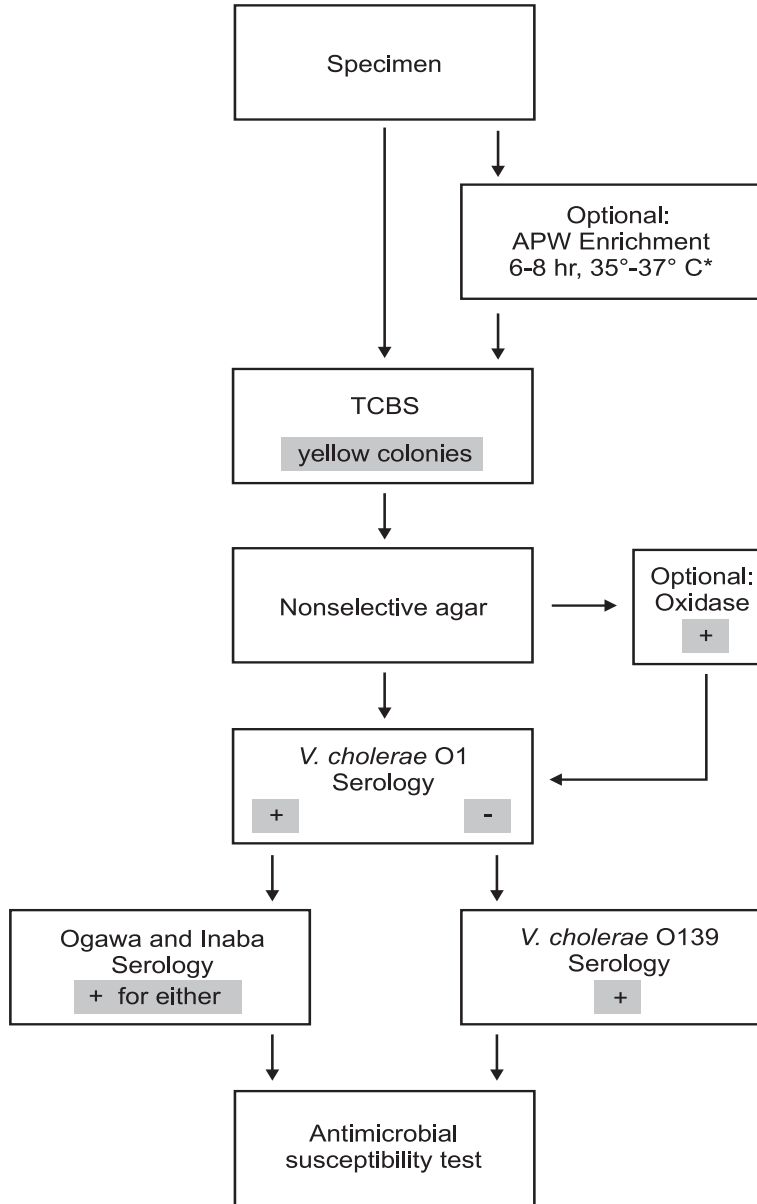 Specimen
Optional:
APW Enrichment
6-8 hr, 35°-37° C*
TCBS
yellow colonies
Nonselective agar
Optional:
Oxidase
+
V. cholerae O1
Serology
+ -
Ogawa and Inaba
Serology
+ for either
V. cholerae O139
Serology
+
Antimicrobial
susceptibility test